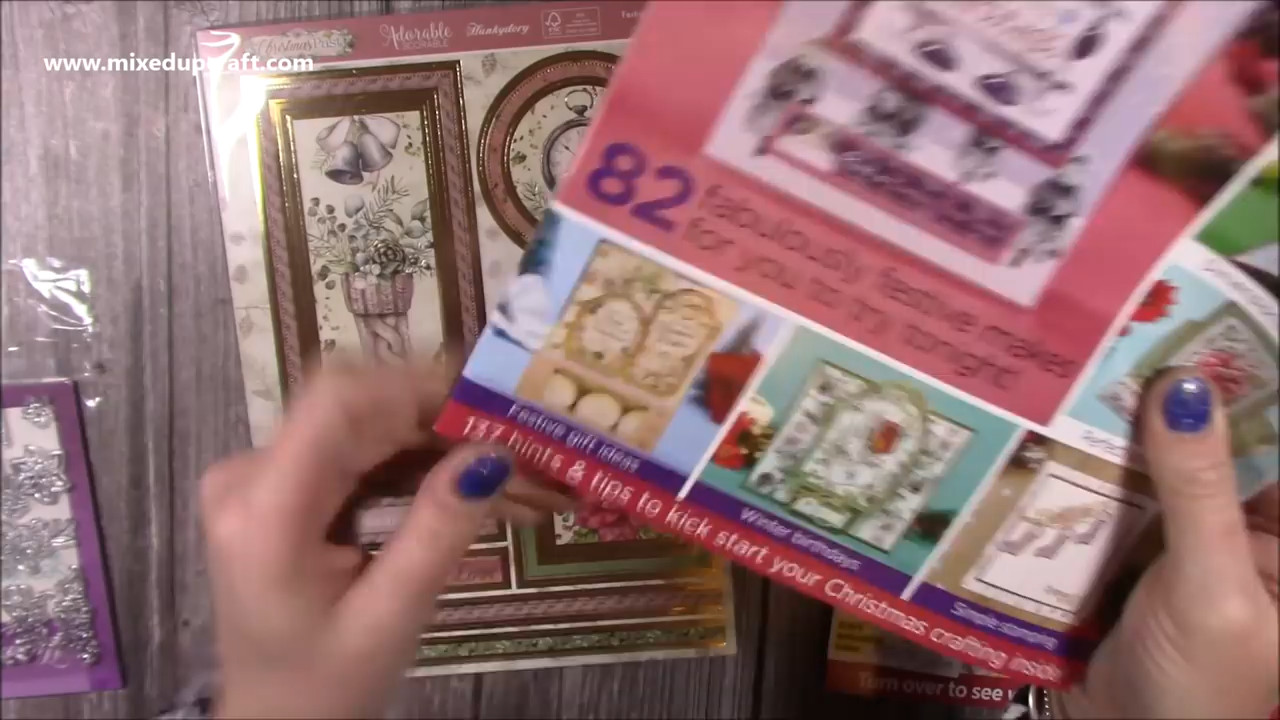 Christmas Past
Adorable
SCORABLE
Hunkydory
www.mixedupcraft.com
82
fabulously festive makes
for you to try tonight!
Festive gift ideas
Winter birthdays
Simple stamping
137 hints & tips to kick start your Christmas crafting inside
Turn over to see